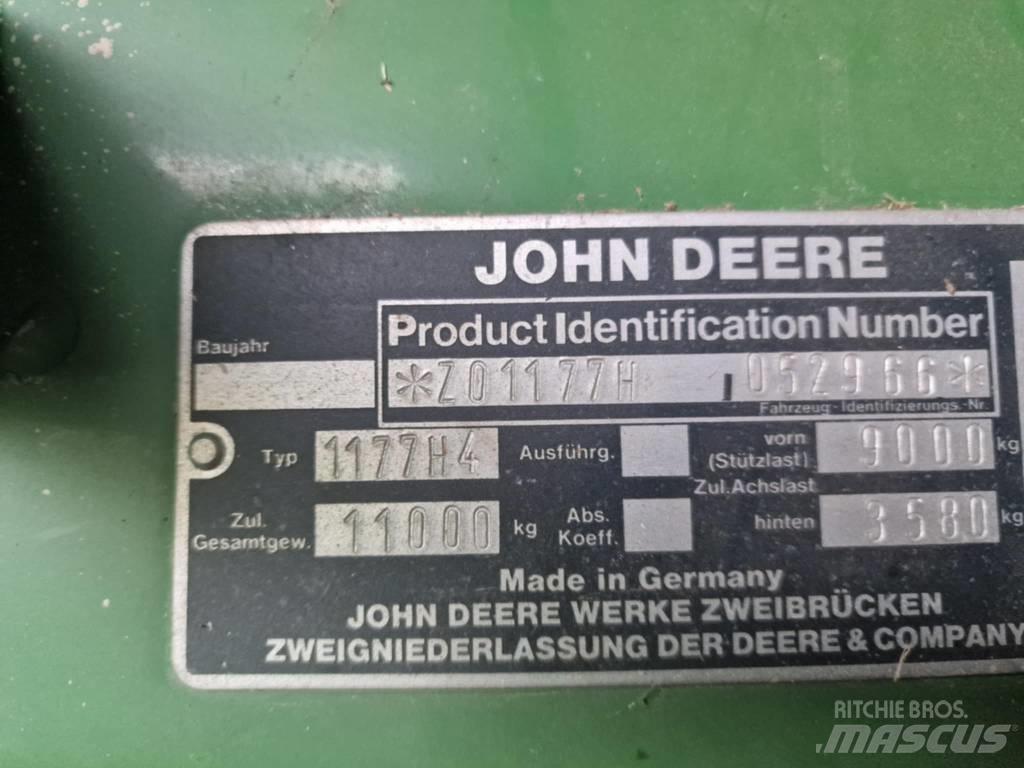 JOHN DEERE
Product Identification Number
Baujahr
*Z01177H 052966*
Fahrzeug-Identifizierungs-Nr.
Typ 1177H4 Ausführg. vorn (Stützlast) 9000 kg
Zul.Achslast
Zul. Gesamtgew. 11000 kg Abs. Koeff. hinten 3580 kg
Made in Germany
JOHN DEERE WERKE ZWEIBRÜCKEN
ZWEIGNIEDERLASSUNG DER DEERE & COMPANY
RITCHIE BROS.
MASCUS